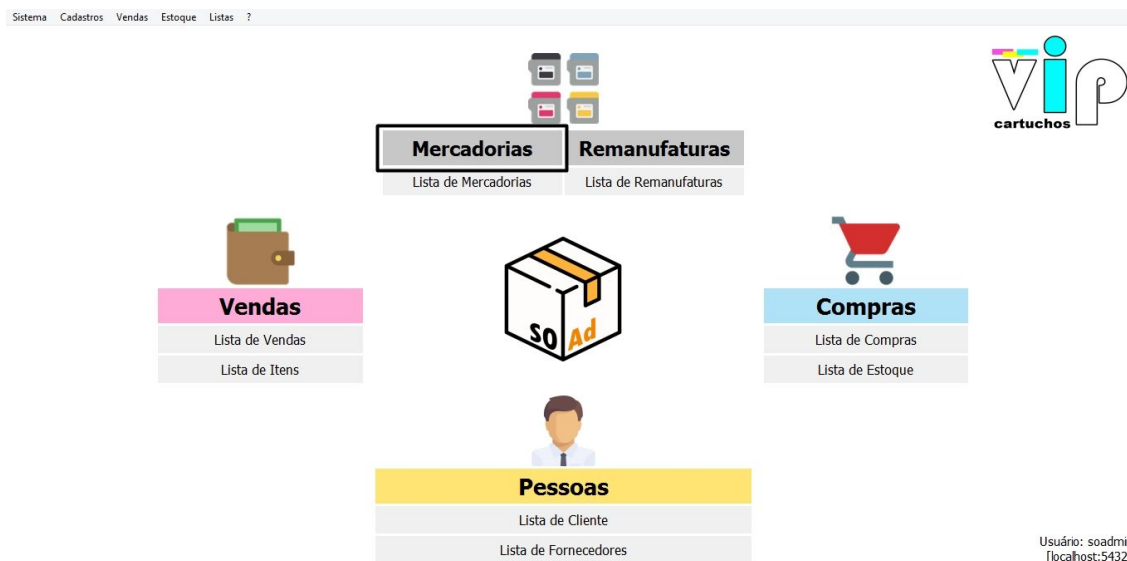 Sistema Cadastros Vendas Estoque Listas ?
vip
cartuchos
Mercadorias Remanufaturas
Lista de Mercadorias Lista de Remanufaturas
Vendas
Lista de Vendas
Lista de Itens
SO Ad
Compras
Lista de Compras
Lista de Estoque
Pessoas
Lista de Cliente
Lista de Fornecedores
Usuário: soadmi
[localhost:5432